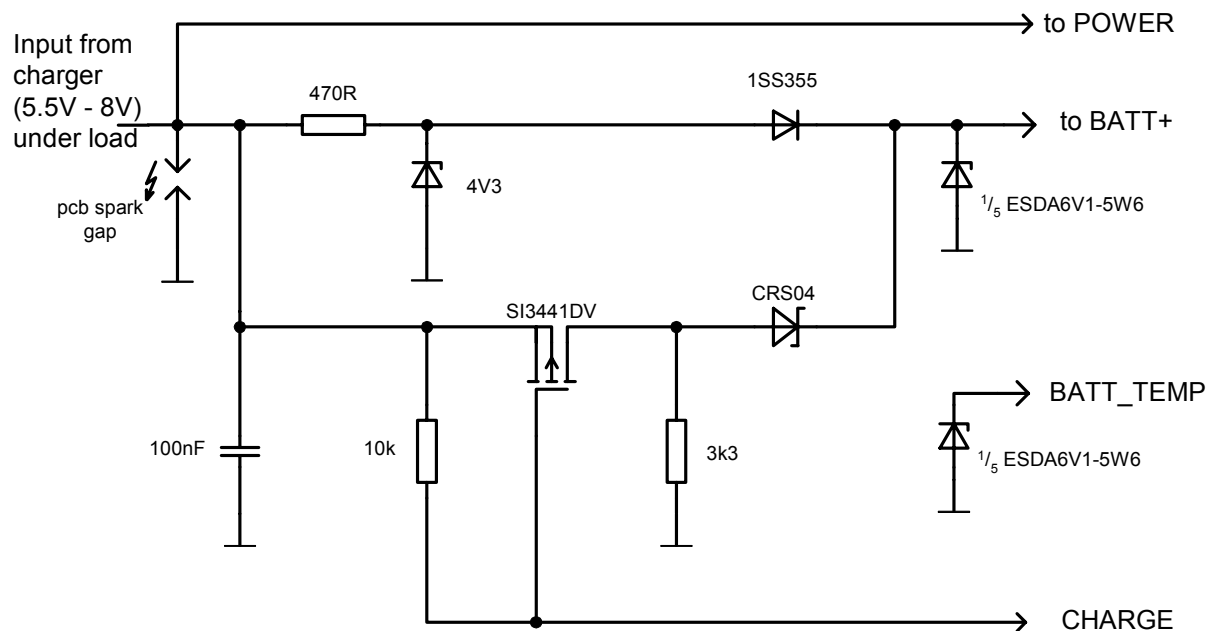 to POWER
Input from
charger
(5.5V - 8V)
under load
470R
1SS355
to BATT+
pcb spark
gap
4V3
1/5 ESDA6V1-5W6
SI3441DV
CRS04
BATT_TEMP
100nF
10k
3k3
1/5 ESDA6V1-5W6
CHARGE